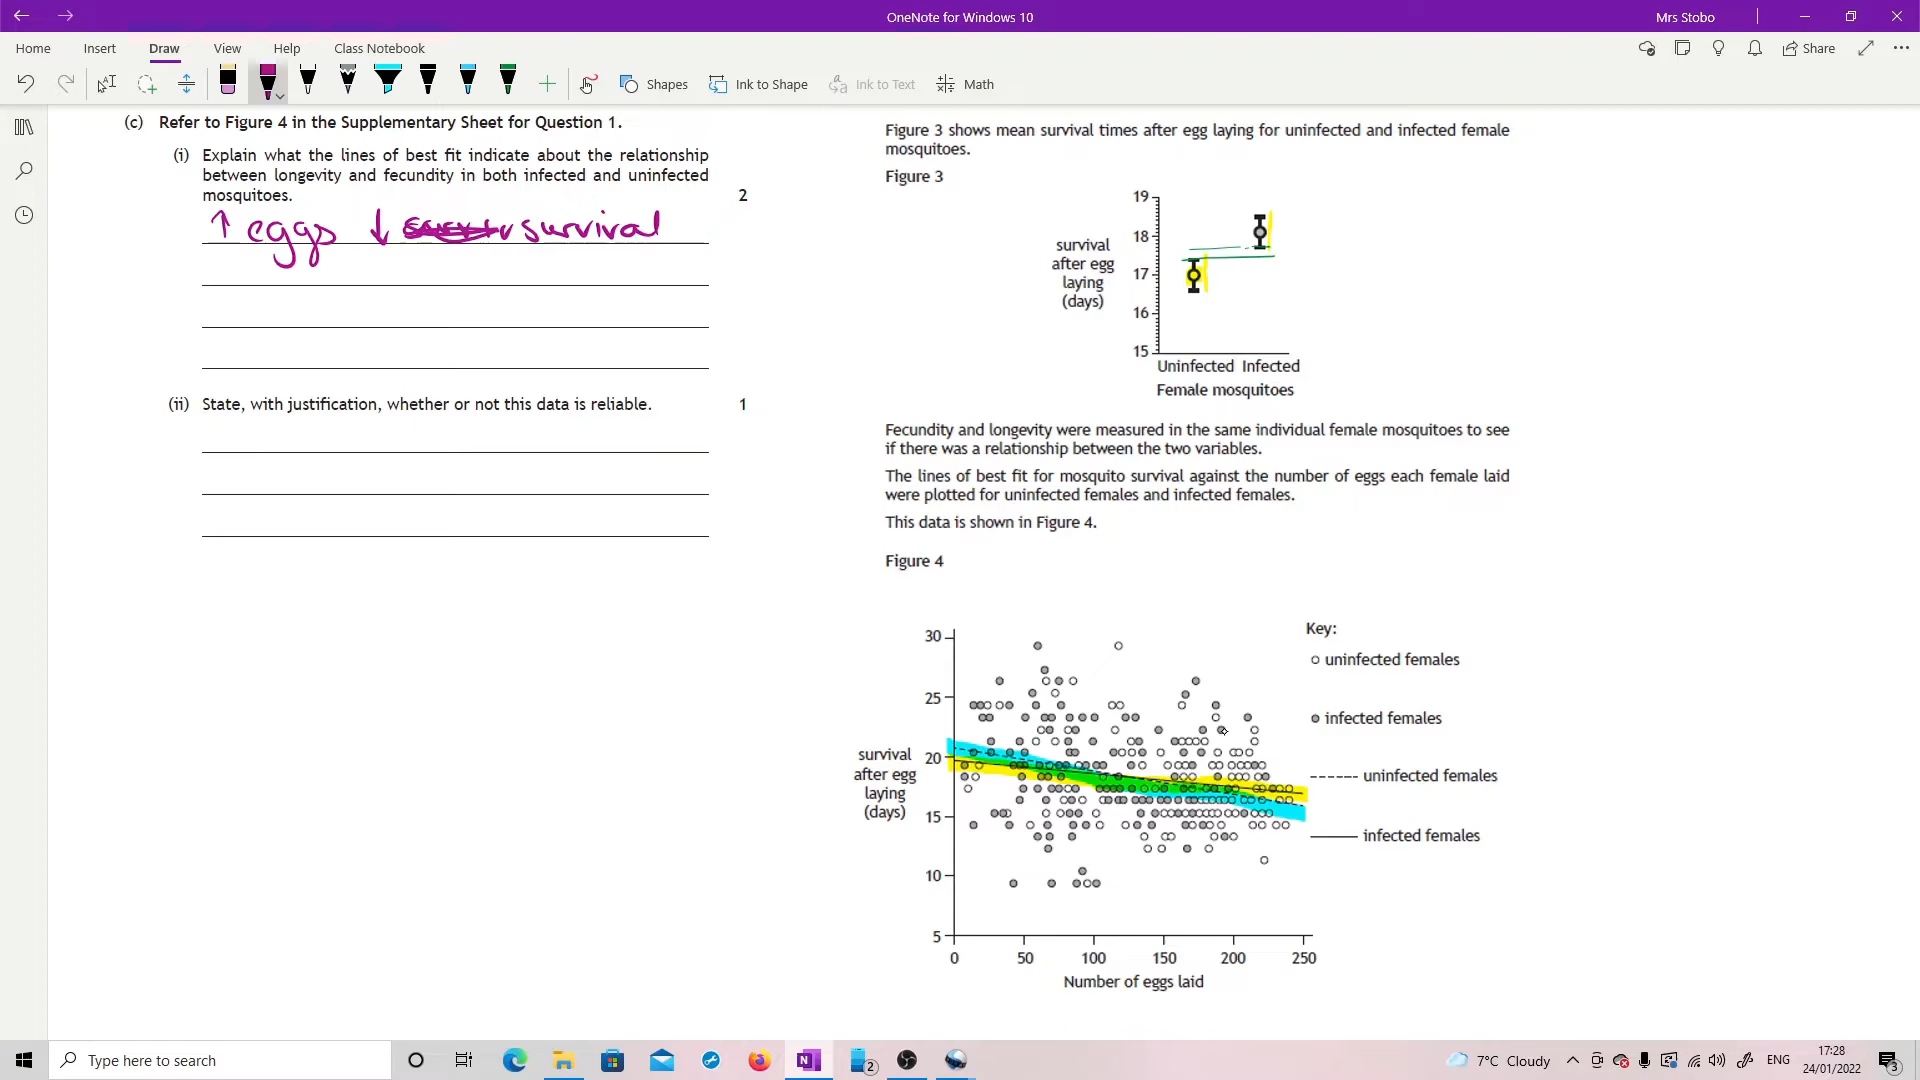 OneNote for Windows 10
Mrs Stobo
Home Insert Draw View Help Class Notebook
Share
Shapes
Ink to Shape
Ink to Text
Math
(c) Refer to Figure 4 in the Supplementary Sheet for Question 1.
(i) Explain what the lines of best fit indicate about the relationship
between longevity and fecundity in both infected and uninfected
mosquitoes.
2
↑ eggs ↓ survival
(ii) State, with justification, whether or not this data is reliable.
1
Figure 3 shows mean survival times after egg laying for uninfected and infected female
mosquitoes.
Figure 3
19
18
17
16
15
survival
after egg
laying
(days)
Uninfected Infected
Female mosquitoes
Fecundity and longevity were measured in the same individual female mosquitoes to see
if there was a relationship between the two variables.
The lines of best fit for mosquito survival against the number of eggs each female laid
were plotted for uninfected females and infected females.
This data is shown in Figure 4.
Figure 4
30
25
20
15
10
5
survival
after egg
laying
(days)
0 50 100 150 200 250
Number of eggs laid
Key:
uninfected females
infected females
uninfected females
infected females
Type here to search
2
7°C Cloudy
ENG
17:28
24/01/2022
3